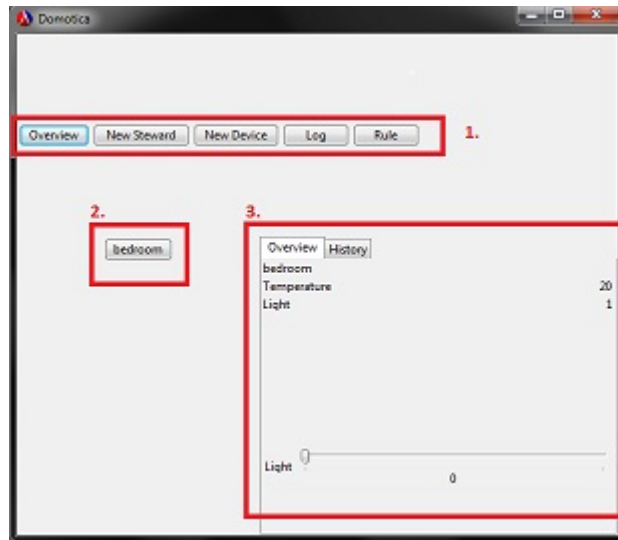 Domotica
Overview New Steward New Device Log Rule 1.
2. 3.
bedroom
Overview History
bedroom
Temperature 20
Light 1
Light
0